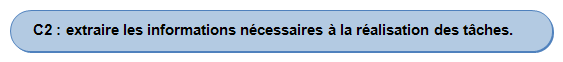 C2 : extraire les informations nécessaires à la réalisation des tâches.